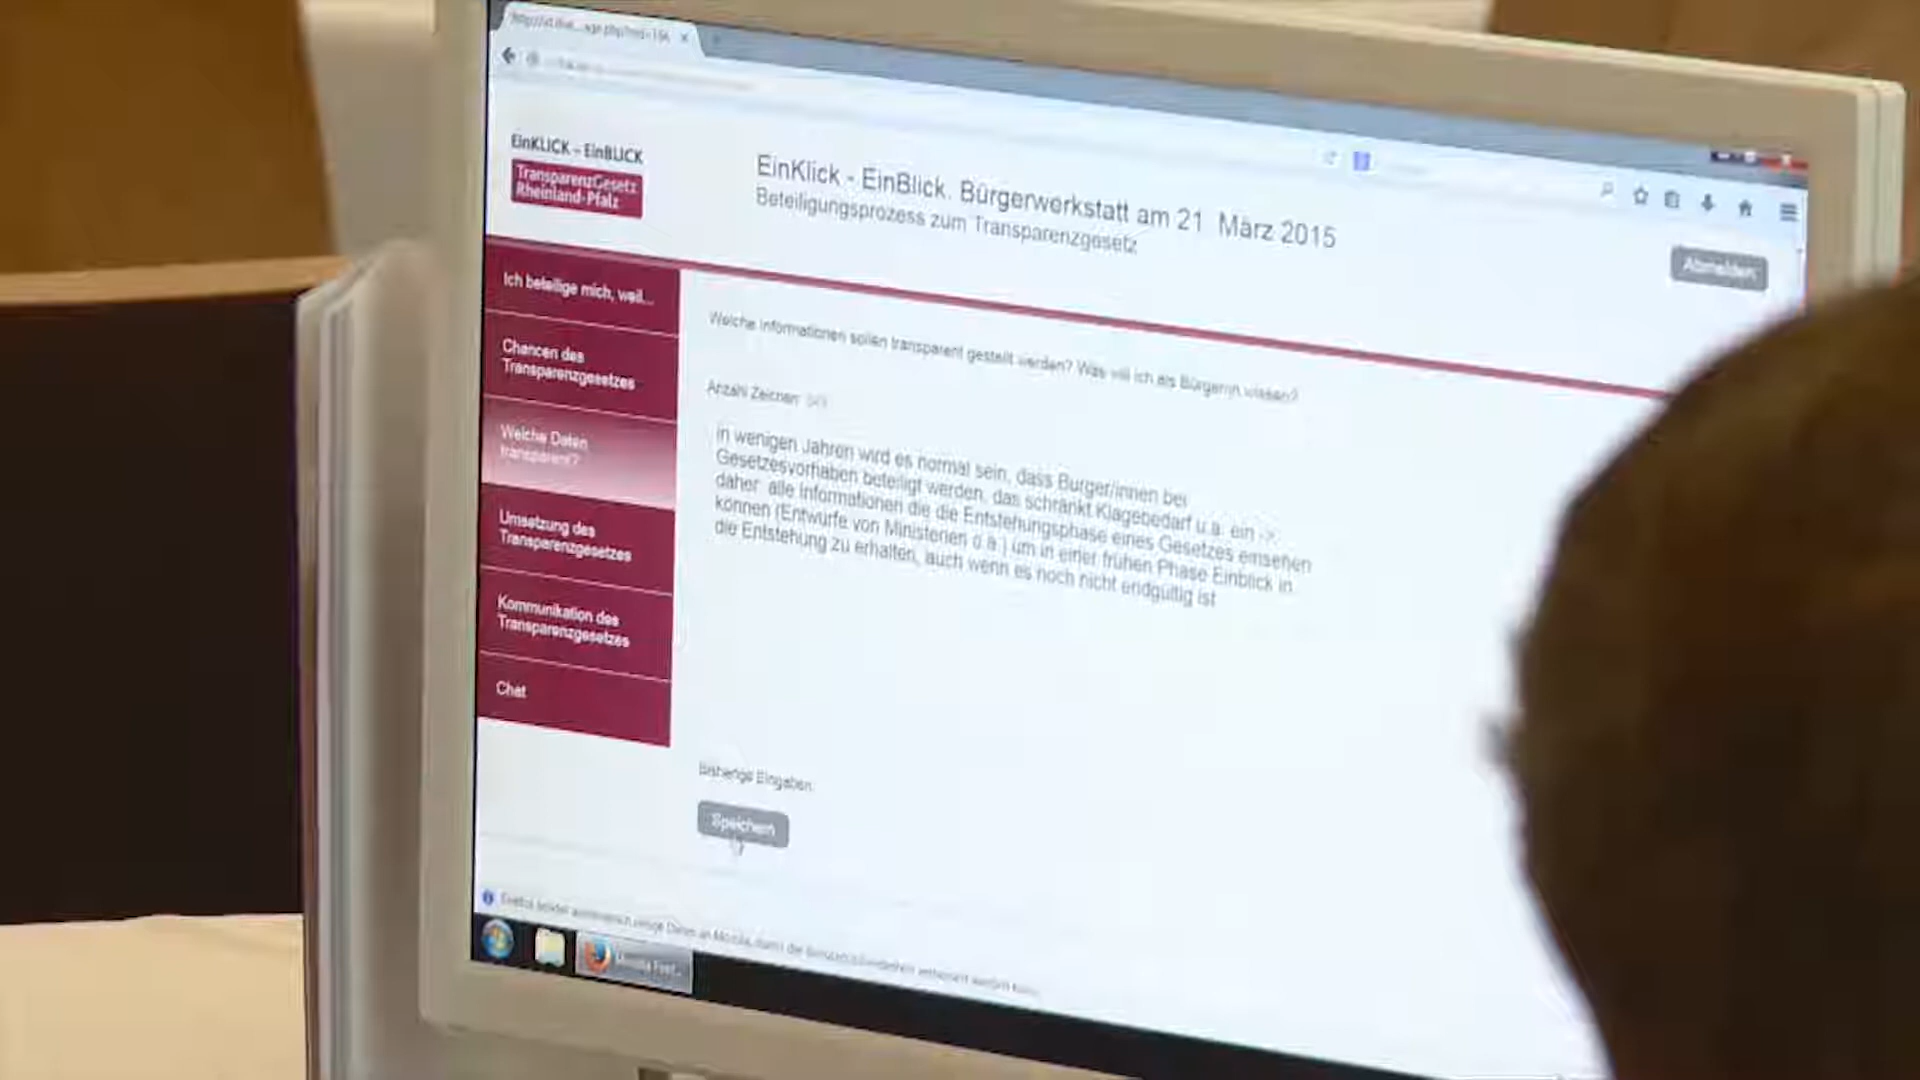 EinKLICK - EinBLICK
TransparenzGesetz
Rheinland-Pfalz
EinKlick - EinBlick. Bürgerwerkstatt am 21. März 2015
Beteiligungsprozess zum Transparenzgesetz
Abmelden
Ich beteilige mich, weil...
Chancen des
Transparenzgesetzes
Welche Daten
transparent?
Umsetzung des
Transparenzgesetzes
Kommunikation des
Transparenzgesetzes
Chat
Welche Informationen sollen transparent gestellt werden? Was will ich als Bürgerin wissen?
Anzahl Zeichen:
in wenigen Jahren wird es normal sein, dass Bürger/innen bei
Gesetzesvorhaben beteiligt werden, das schränkt Klagebedarf u.a. ein ->
daher: alle Informationen die die Entstehungsphase eines Gesetzes einsehen
können (Entwürfe von Ministerien o.ä.) um in einer frühen Phase Einblick in
die Entstehung zu erhalten, auch wenn es noch nicht endgültig ist
Bisherige Eingaben:
Speichern